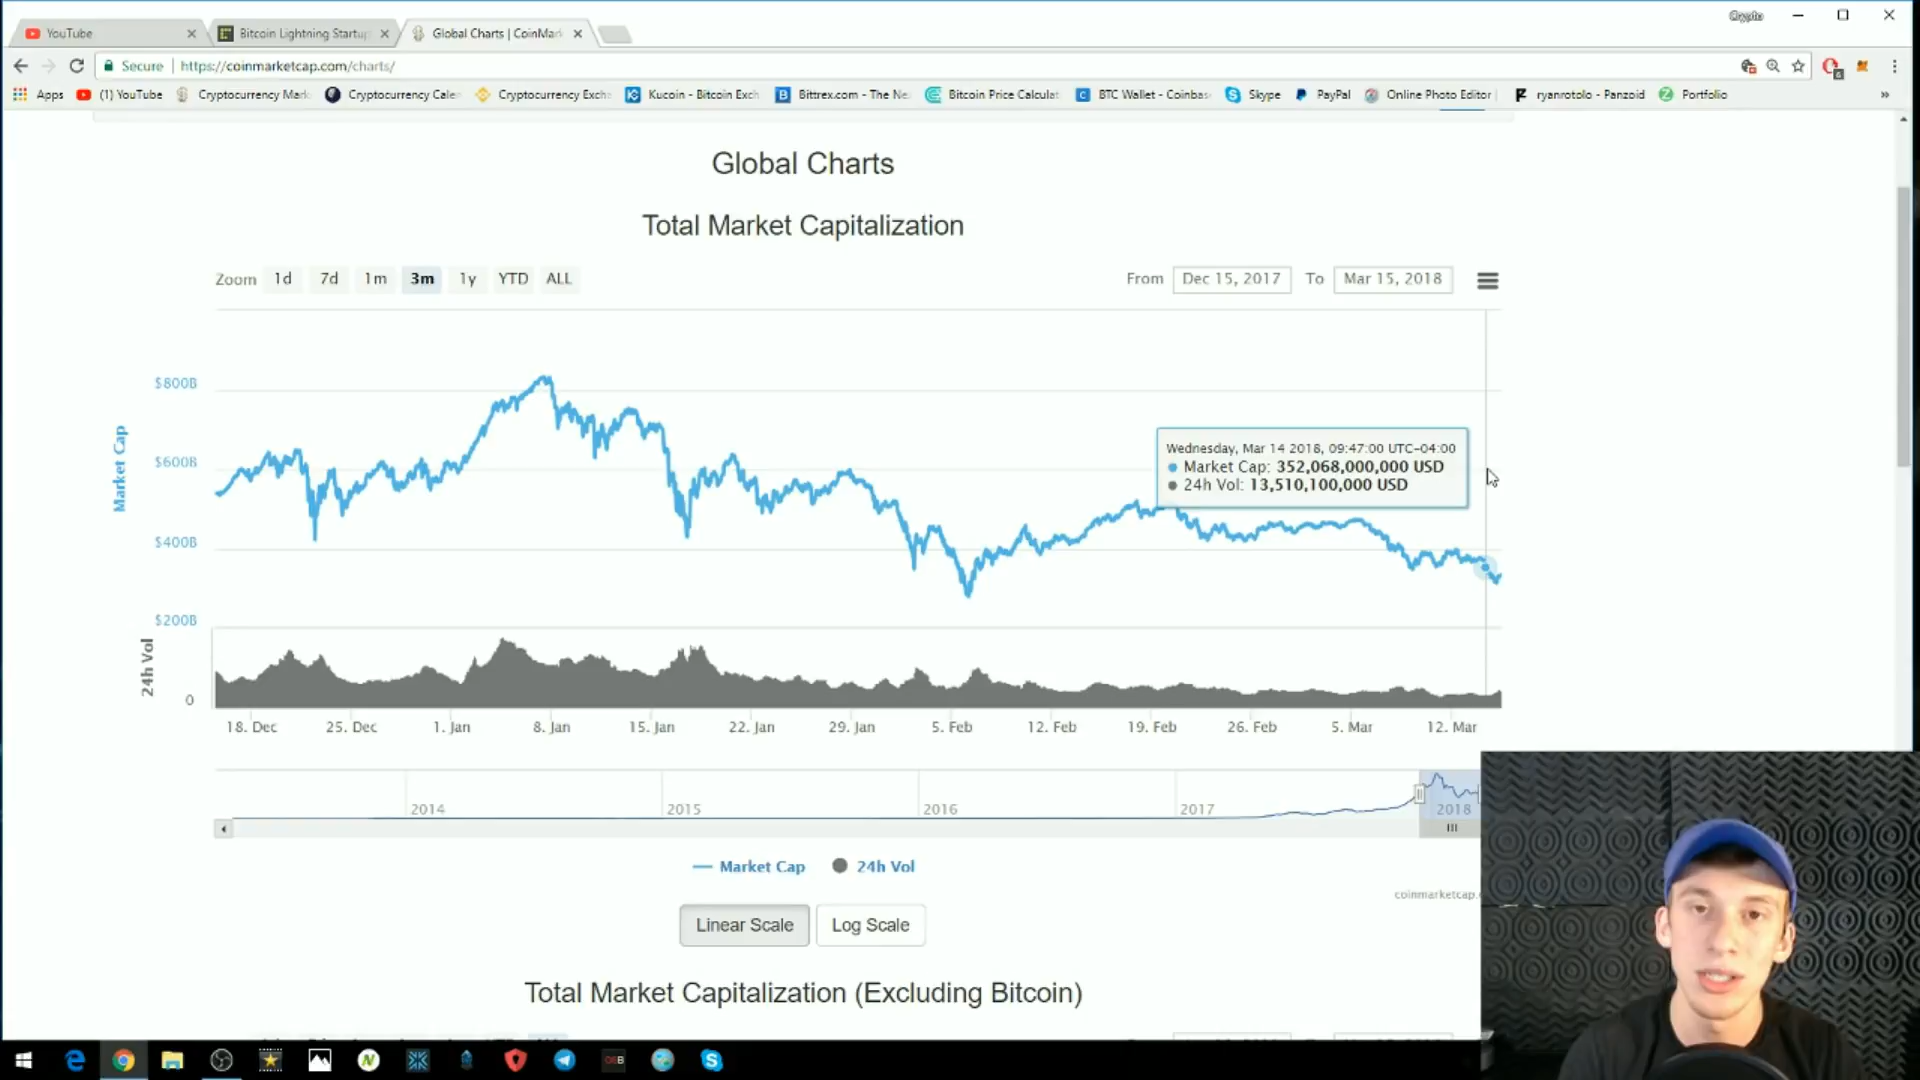 Crypto
YouTube
Bitcoin Lightning Startup
Global Charts | CoinMar
Secure
https://coinmarketcap.com/charts/
Apps
(1) YouTube
Cryptocurrency Mark
Cryptocurrency Cale
Cryptocurrency Exch
Kucoin - Bitcoin Exch
Bittrex.com - The Ne
Bitcoin Price Calculat
BTC Wallet - Coinbas
Skype
PayPal
Online Photo Editor
ryanrotolo - Panzoid
Portfolio
»
Global Charts
Total Market Capitalization
Zoom 1d 7d 1m 3m 1y YTD ALL
From Dec 15, 2017 To Mar 15, 2018
$800B
$600B
$400B
$200B
0
Market Cap
24h Vol
Wednesday, Mar 14 2018, 09:47:00 UTC-04:00
Market Cap: 352,068,000,000 USD
24h Vol: 13,510,100,000 USD
18. Dec 25. Dec 1. Jan 8. Jan 15. Jan 22. Jan 29. Jan 5. Feb 12. Feb 19. Feb 26. Feb 5. Mar 12. Mar
2014 2015 2016 2017 2018
Market Cap 24h Vol
coinmarketcap.
Linear Scale Log Scale
Total Market Capitalization (Excluding Bitcoin)